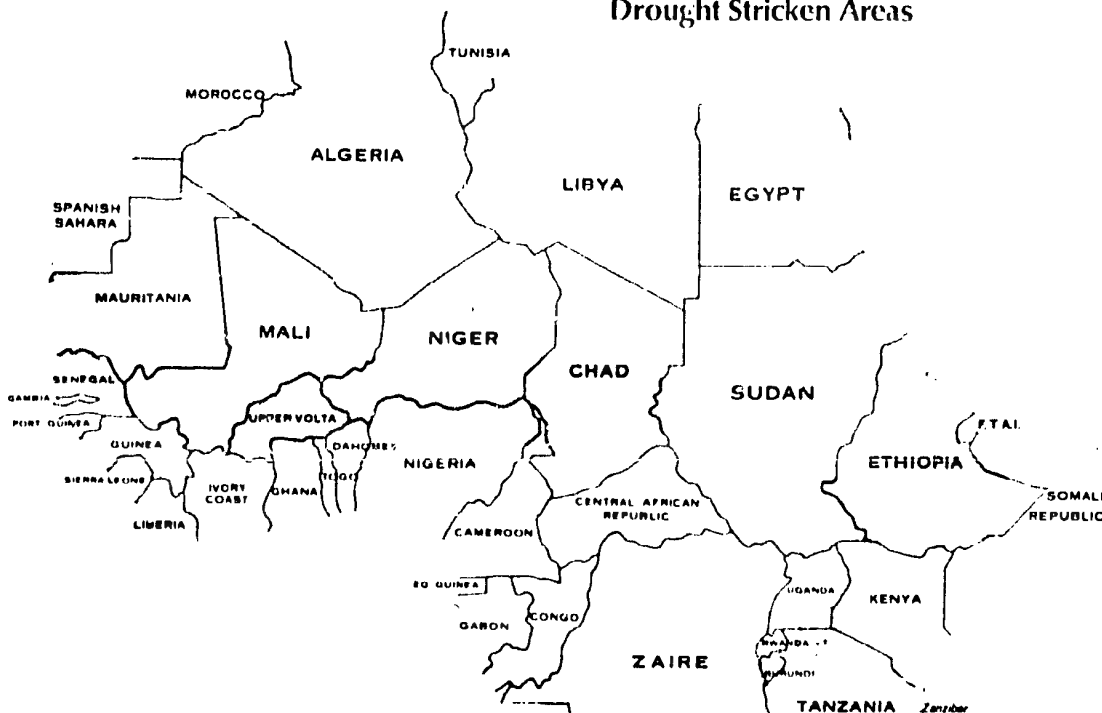 Drought Stricken Areas
TUNISIA
MOROCCO
ALGERIA
LIBYA
EGYPT
SPANISH
SAHARA
MAURITANIA
MALI
NIGER
CHAD
SUDAN
SENEGAL
GAMBIA
PORT GUINEA
UPPER VOLTA
GUINEA
DAHOMEY
NIGERIA
ETHIOPIA
F.T.A.I.
SIERRA LEONE
IVORY
COAST
GHANA
TOGO
LIBERIA
CENTRAL AFRICAN
REPUBLIC
SOMALI
REPUBLIC
CAMEROON
EQ GUINEA
GABON
CONGO
UGANDA
KENYA
RWANDA
BURUNDI
ZAIRE
TANZANIA
Zanzibar